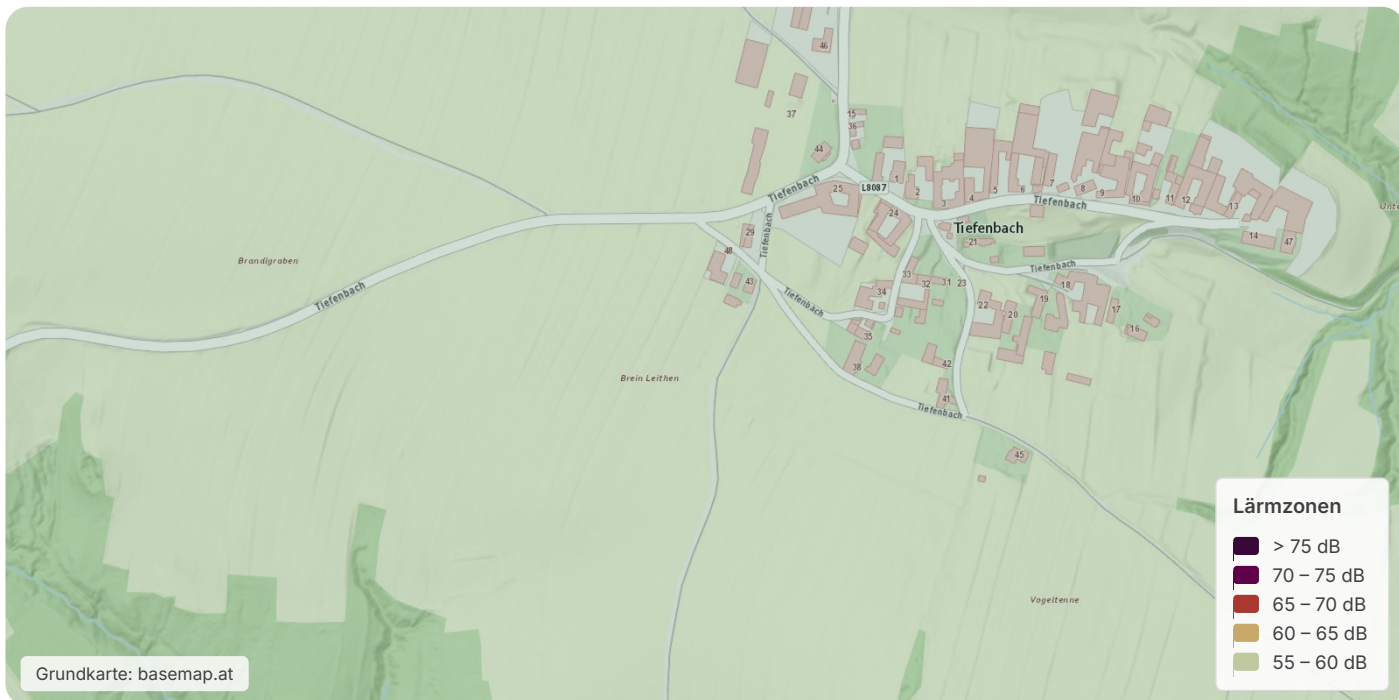 46
37
15
36
44
Tiefenbach
25
L8087
1
2
3
4
5
6
7
8
9
10
11
12
13
14
47
Tiefenbach
24
Tiefenbach
21
29
Tiefenbach
48
43
Brandlgraben
Tiefenbach
Tiefenbach
33
32
31
23
34
35
Tiefenbach
18
22
20
19
17
16
38
42
41
Brein Leithen
Tiefenbach
45
Vogeltenne
Lärmzonen
> 75 dB
70 – 75 dB
65 – 70 dB
60 – 65 dB
55 – 60 dB
Grundkarte: basemap.at